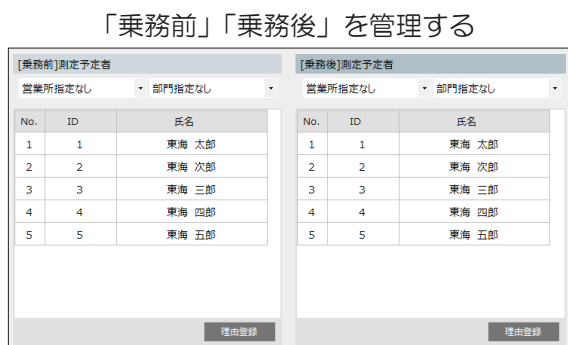 「乗務前」「乗務後」を管理する
[乗務前]測定予定者
営業所指定なし 部門指定なし
No. ID 氏名
1 1 東海 太郎
2 2 東海 次郎
3 3 東海 三郎
4 4 東海 四郎
5 5 東海 五郎
理由登録
[乗務後]測定予定者
営業所指定なし 部門指定なし
No. ID 氏名
1 1 東海 太郎
2 2 東海 次郎
3 3 東海 三郎
4 4 東海 四郎
5 5 東海 五郎
理由登録